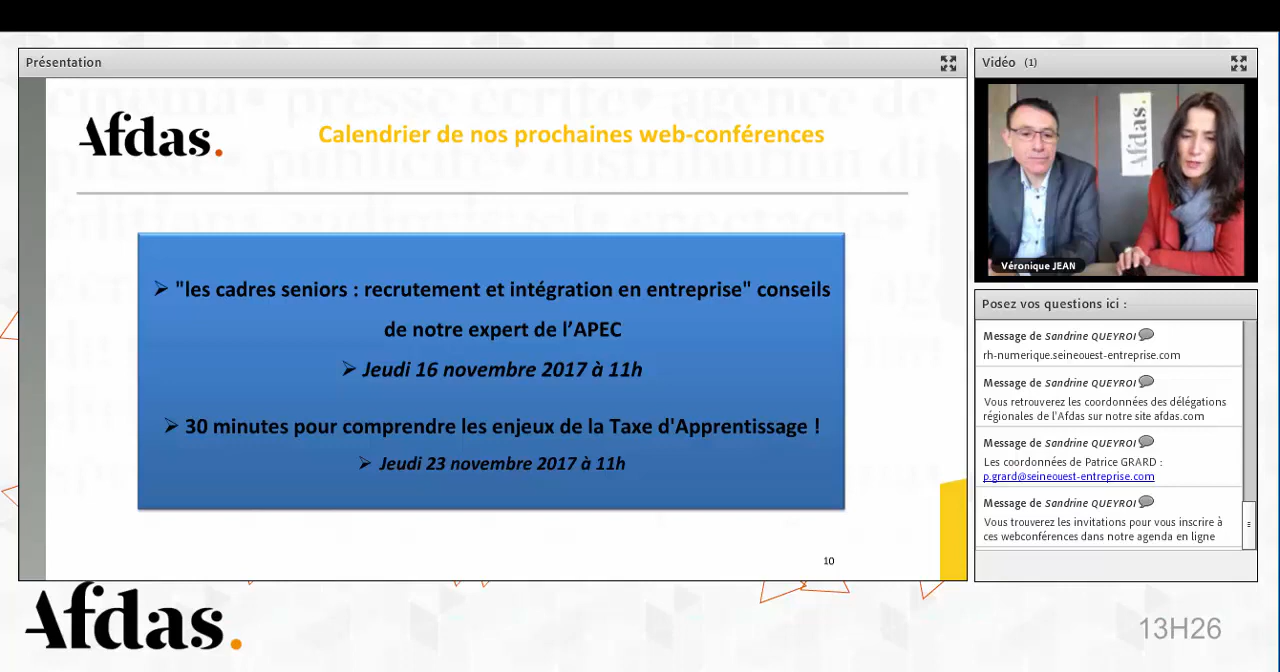 Présentation
Afdas.
Calendrier de nos prochaines web-conférences
➢ "les cadres seniors : recrutement et intégration en entreprise" conseils
de notre expert de l’APEC
➢ Jeudi 16 novembre 2017 à 11h
➢ 30 minutes pour comprendre les enjeux de la Taxe d'Apprentissage !
➢ Jeudi 23 novembre 2017 à 11h
10
Vidéo (1)
Afdas.
Véronique JEAN
Posez vos questions ici :
Message de Sandrine QUEYROI
rh-numerique.seineouest-entreprise.com
Message de Sandrine QUEYROI
Vous retrouverez les coordonnées des délégations
régionales de l'Afdas sur notre site afdas.com
Message de Sandrine QUEYROI
Les coordonnées de Patrice GRARD :
p.grard@seineouest-entreprise.com
Message de Sandrine QUEYROI
Vous trouverez les invitations pour vous inscrire à
ces webconférences dans notre agenda en ligne
Afdas.
13H26